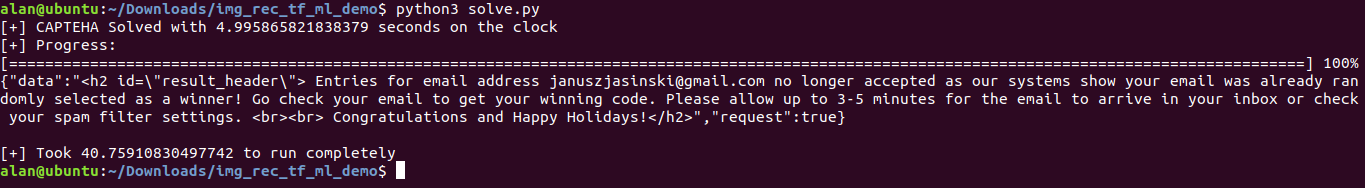 alan@ubuntu:~/Downloads/img_rec_tf_ml_demo$ python3 solve.py
[+] CAPTEHA Solved with 4.995865821838379 seconds on the clock
[+] Progress:
[==================================================================================================================================================] 100%
{"data":"<h2 id=\"result_header\"> Entries for email address januszjasinski@gmail.com no longer accepted as our systems show your email was already ran
domly selected as a winner! Go check your email to get your winning code. Please allow up to 3-5 minutes for the email to arrive in your inbox or check
 your spam filter settings. <br><br> Congratulations and Happy Holidays!</h2>","request":true}
[+] Took 40.75910830497742 to run completely
alan@ubuntu:~/Downloads/img_rec_tf_ml_demo$